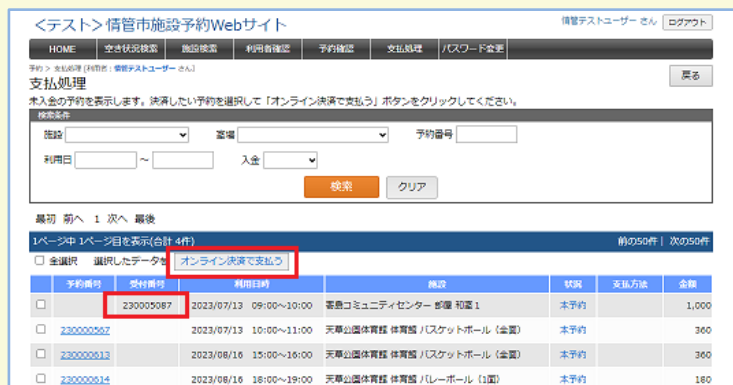 ＜テスト＞情管市施設予約Webサイト
情管テストユーザー さん ログアウト
HOME 空き状況検索 施設検索 利用者確認 予約確認 支払処理 パスワード変更
予約 > 支払処理 [利用者：情管テストユーザー さん]
支払処理
戻る
未入金の予約を表示します。決済したい予約を選択して「オンライン決済で支払う」ボタンをクリックしてください。
検索条件
施設 室場 予約番号
利用日 ～ 入金
検索 クリア
最初 前へ 1 次へ 最後
1ページ中 1ページ目を表示(合計 4件) 前の50件 | 次の50件
全選択 選択したデータを オンライン決済で支払う
予約番号 受付番号 利用日時 施設 状況 支払方法 金額
230005087 2023/07/13 09:00～10:00 コミュニティセンター 部屋 和室1 本予約 1,000
230000567 2023/07/13 10:00～11:00 天草公園体育館 体育館 バスケットボール（全面） 本予約 360
230000613 2023/08/16 15:00～16:00 天草公園体育館 体育館 バスケットボール（全面） 本予約 360
230000614 2023/08/16 18:00～19:00 天草公園体育館 体育館 バレーボール（1面） 本予約 180